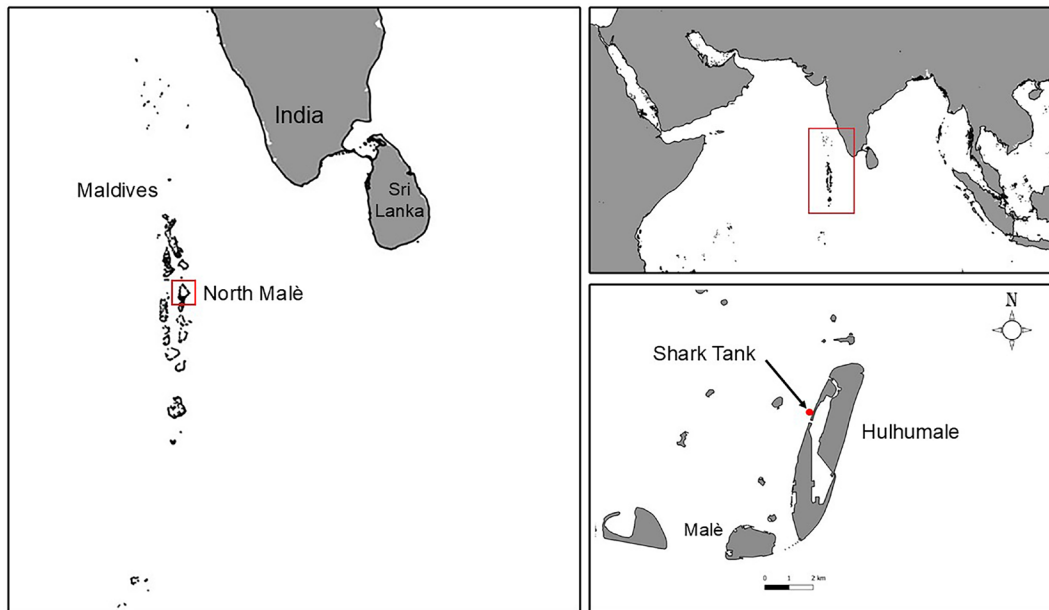 India
Sri
Lanka
Maldives
North Malè
N
Shark Tank
Hulhumale
Malè
0 1 2 km